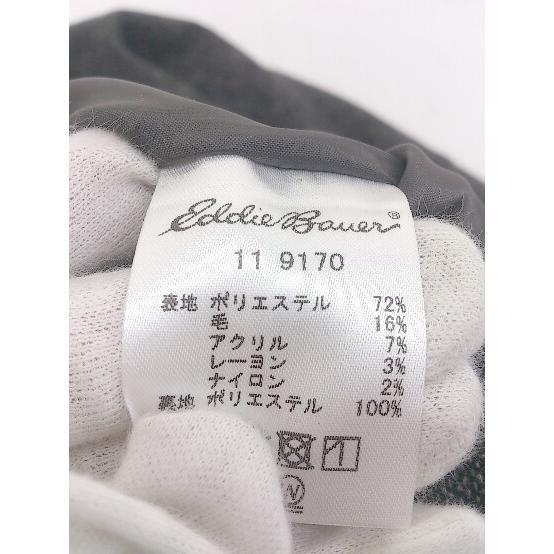 Eddie Bauer®
11 9170
表地 ポリエステル 72%
毛 16%
アクリル 7%
レーヨン 3%
ナイロン 2%
裏地 ポリエステル 100%
W